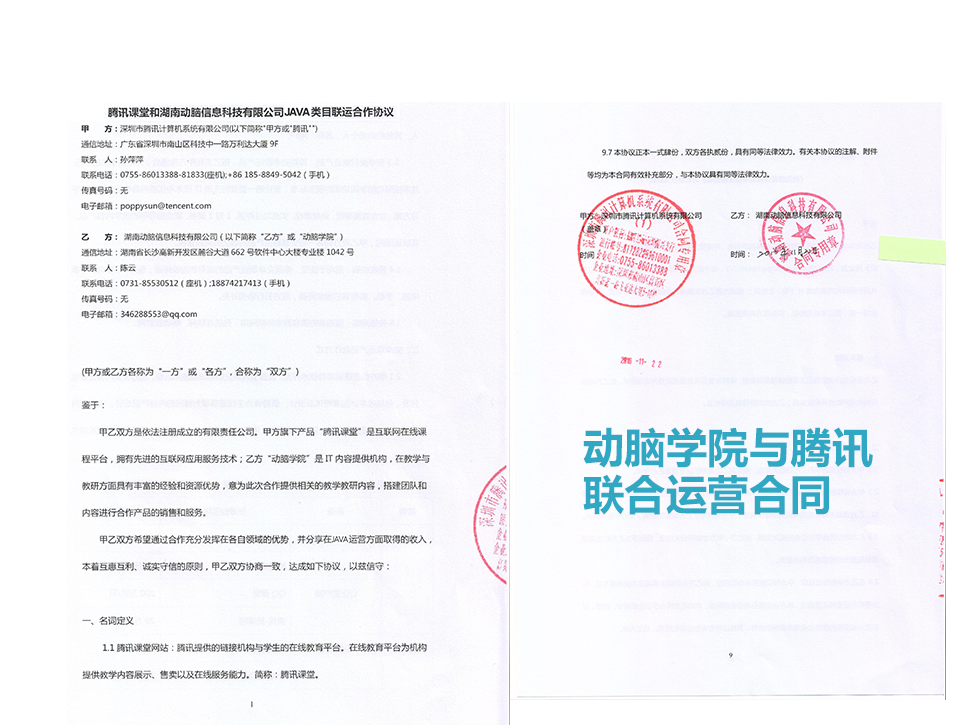 腾讯课堂和湖南动脑信息科技有限公司JAVA类目联运合作协议
甲 方：深圳市腾讯计算机系统有限公司(以下简称"甲方或"腾讯"")
通信地址：广东省深圳市南山区科技中一路万利达大厦 9F
联系 人：孙萍萍
联系电话：0755-86013388-81833(座机);+86 185-8849-5042（手机）
传真号码：无
电子邮箱：poppysun@tencent.com
乙 方： 湖南动脑信息科技有限公司（以下简称“乙方”或“动脑学院”）
通信地址：湖南省长沙高新开发区麓谷大道 662 号软件中心大楼专业楼 1042 号
联系 人：陈云
联系电话：0731-85530512（座机）;18874217413（手机）
传真号码：无
电子邮箱：346288553@qq.com
(甲方或乙方各称为“一方”或“各方”，合称为“双方”)
鉴于：
甲乙双方是依法注册成立的有限责任公司。甲方旗下产品“腾讯课堂”是互联网在线课
程平台，拥有先进的互联网应用服务技术；乙方“动脑学院”是 IT 内容提供机构，在教学与
教研方面具有丰富的经验和资源优势，意为此次合作提供相关的教学教研内容，搭建团队和
内容进行合作产品的销售和服务。
甲乙双方希望通过合作充分发挥在各自领域的优势，并分享在JAVA运营方面取得的收入，
本着互惠互利、诚实守信的原则，甲乙双方协商一致，达成如下协议，以兹信守：
一、名词定义
1.1 腾讯课堂网站：腾讯提供的链接机构与学生的在线教育平台。在线教育平台为机构
提供教学内容展示、售卖以及在线服务能力。简称：腾讯课堂。
1
9.7 本协议正本一式肆份，双方各执贰份，具有同等法律效力。有关本协议的注解、附件
等均为本合同有效补充部分，与本协议具有同等法律效力。
甲方：深圳市腾讯计算机系统有限公司
（盖章）
时间：
乙方： 湖南动脑信息科技有限公司
时间：
合同专用章
2016 -11- 2 2
动脑学院与腾讯
联合运营合同
9